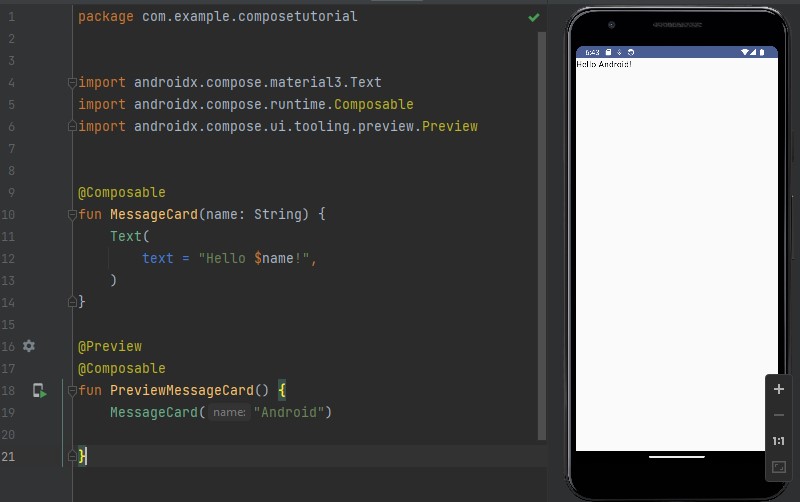 1 package com.example.composetutorial
2
3
4 import androidx.compose.material3.Text
5 import androidx.compose.runtime.Composable
6 import androidx.compose.ui.tooling.preview.Preview
7
8
9 @Composable
10 fun MessageCard(name: String) {
11 Text(
12 text = "Hello $name!",
13 )
14 }
15
16 @Preview
17 @Composable
18 fun PreviewMessageCard() {
19 MessageCard( name: "Android")
20
21 }
6:43
Hello Android!
+
−
1:1